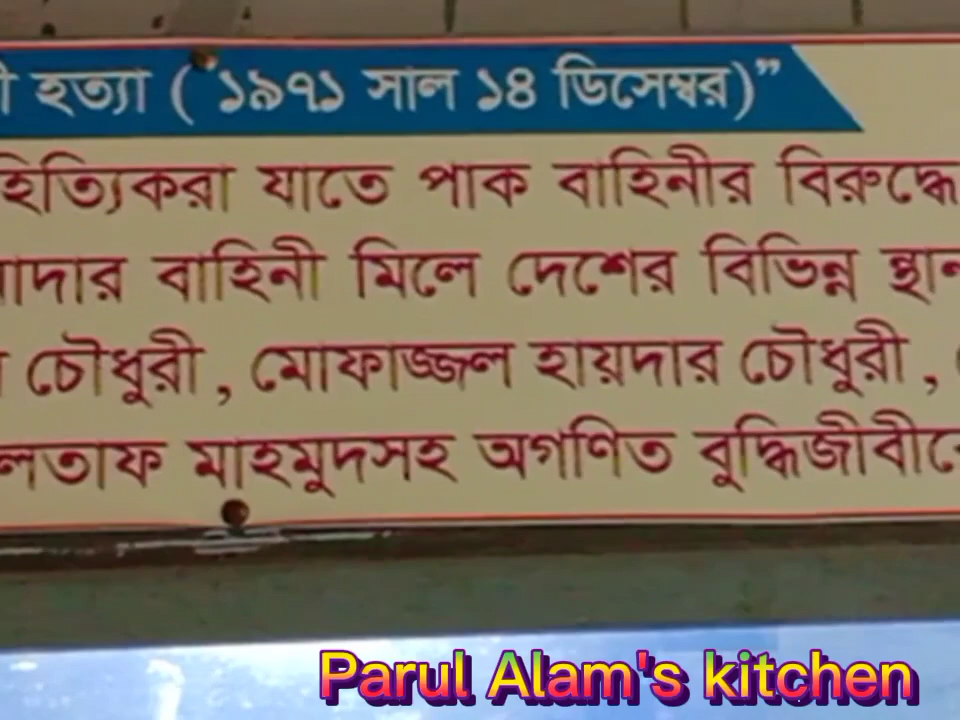 হত্যা ( ১৯৭১ সাল ১৪ ডিসেম্বর)”
হিত্যিকরা যাতে পাক বাহিনীর বিরুদ্ধে
াদার বাহিনী মিলে দেশের বিভিন্ন স্থান
চৌধুরী , মোফাজ্জল হায়দার চৌধুরী ,
লতাফ মাহমুদসহ অগণিত বুদ্ধিজীবীকে
Parul Alam's kitchen